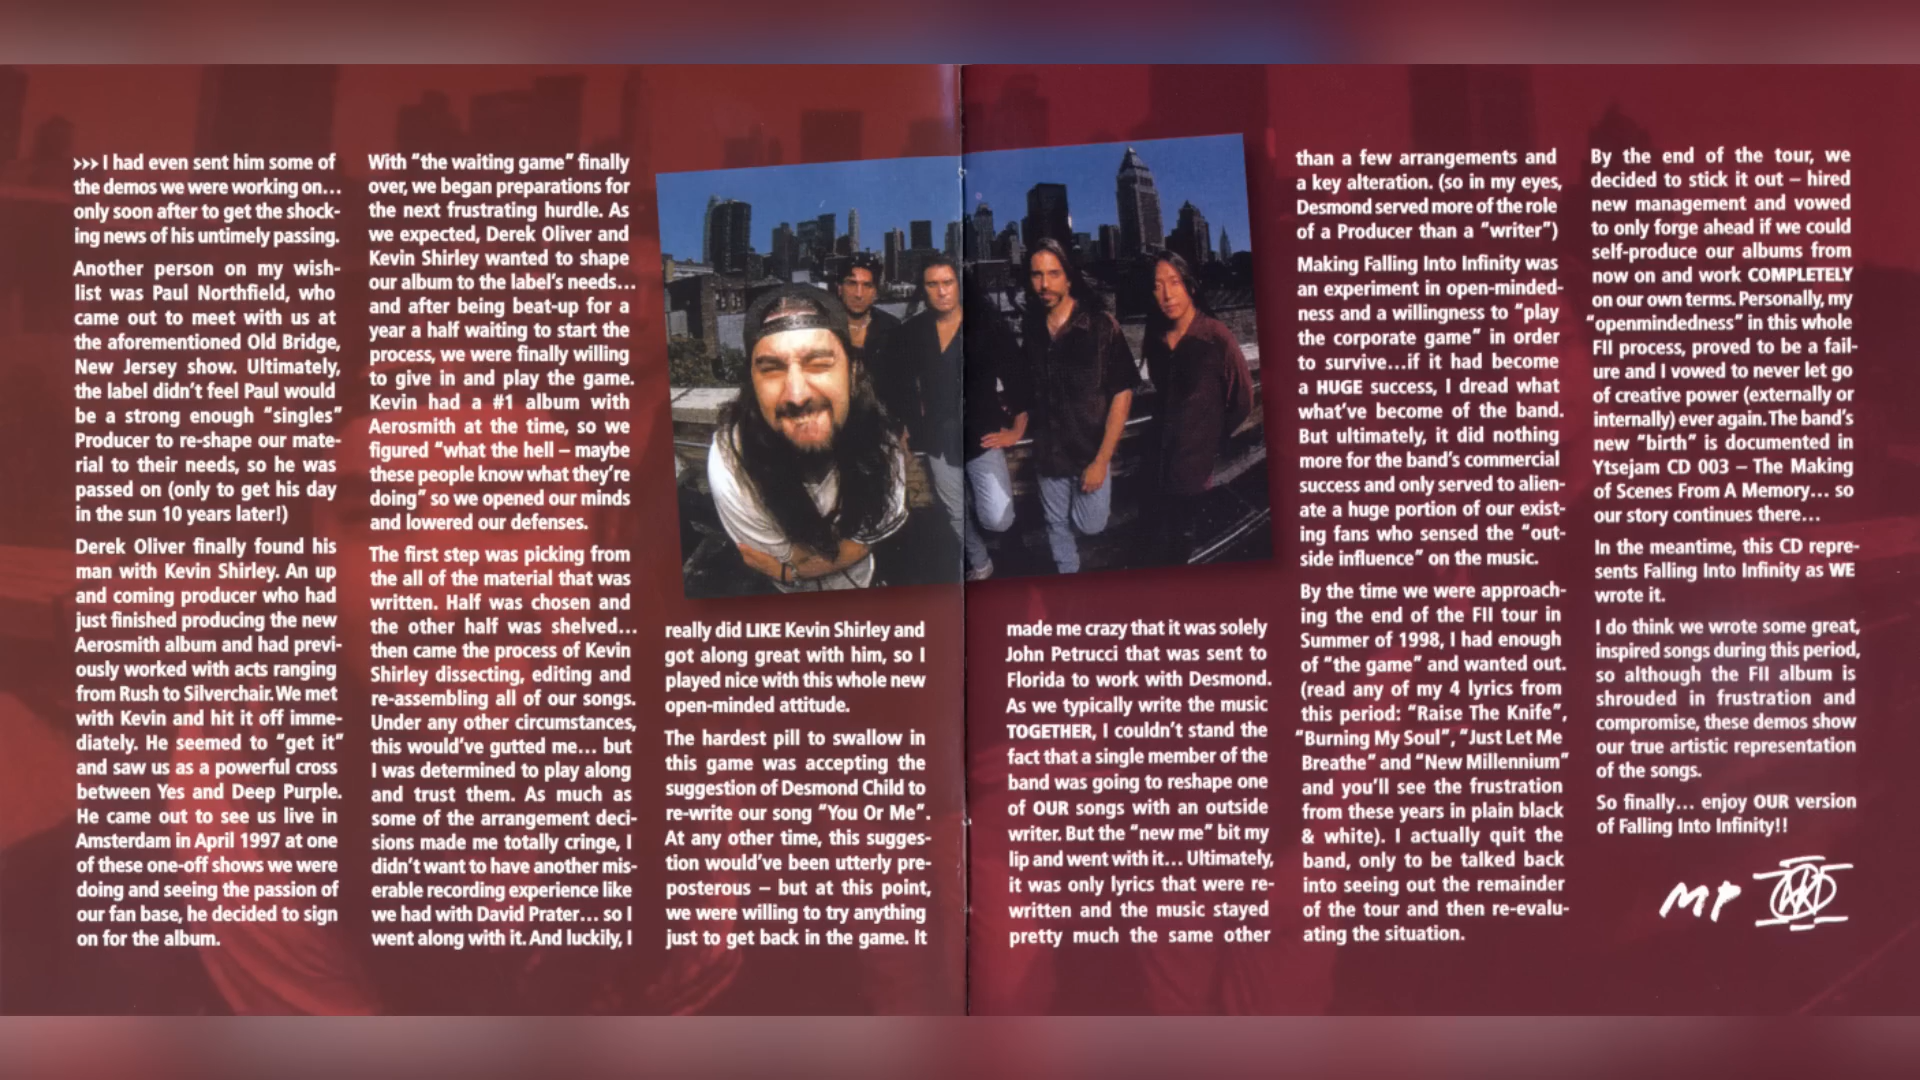 ››› I had even sent him some of
the demos we were working on...
only soon after to get the shock-
ing news of his untimely passing.
Another person on my wish-
list was Paul Northfield, who
came out to meet with us at
the aforementioned Old Bridge,
New Jersey show. Ultimately,
the label didn't feel Paul would
be a strong enough "singles"
Producer to re-shape our mate-
rial to their needs, so he was
passed on (only to get his day
in the sun 10 years later!)
Derek Oliver finally found his
man with Kevin Shirley. An up
and coming producer who had
just finished producing the new
Aerosmith album and had previ-
ously worked with acts ranging
from Rush to Silverchair. We met
with Kevin and hit it off imme-
diately. He seemed to "get it"
and saw us as a powerful cross
between Yes and Deep Purple.
He came out to see us live in
Amsterdam in April 1997 at one
of these one-off shows we were
doing and seeing the passion of
our fan base, he decided to sign
on for the album.
With "the waiting game" finally
over, we began preparations for
the next frustrating hurdle. As
we expected, Derek Oliver and
Kevin Shirley wanted to shape
our album to the label's needs...
and after being beat-up for a
year a half waiting to start the
process, we were finally willing
to give in and play the game.
Kevin had a #1 album with
Aerosmith at the time, so we
figured "what the hell – maybe
these people know what they're
doing" so we opened our minds
and lowered our defenses.
The first step was picking from
the all of the material that was
written. Half was chosen and
the other half was shelved...
then came the process of Kevin
Shirley dissecting, editing and
re-assembling all of our songs.
Under any other circumstances,
this would've gutted me... but
I was determined to play along
and trust them. As much as
some of the arrangement deci-
sions made me totally cringe, I
didn't want to have another mis-
erable recording experience like
we had with David Prater... so I
went along with it. And luckily, I
really did LIKE Kevin Shirley and
got along great with him, so I
played nice with this whole new
open-minded attitude.
The hardest pill to swallow in
this game was accepting the
suggestion of Desmond Child to
re-write our song "You Or Me".
At any other time, this sugges-
tion would've been utterly pre-
posterous – but at this point,
we were willing to try anything
just to get back in the game. It
made me crazy that it was solely
John Petrucci that was sent to
Florida to work with Desmond.
As we typically write the music
TOGETHER, I couldn't stand the
fact that a single member of the
band was going to reshape one
of OUR songs with an outside
writer. But the "new me" bit my
lip and went with it... Ultimately,
it was only lyrics that were re-
written and the music stayed
pretty much the same other
than a few arrangements and
a key alteration. (so in my eyes,
Desmond served more of the role
of a Producer than a "writer")
Making Falling Into Infinity was
an experiment in open-minded-
ness and a willingness to "play
the corporate game" in order
to survive...if it had become
a HUGE success, I dread what
what've become of the band.
But ultimately, it did nothing
more for the band's commercial
success and only served to alien-
ate a huge portion of our exist-
ing fans who sensed the "out-
side influence" on the music.
By the time we were approach-
ing the end of the FII tour in
Summer of 1998, I had enough
of "the game" and wanted out.
(read any of my 4 lyrics from
this period: "Raise The Knife",
"Burning My Soul", "Just Let Me
Breathe" and "New Millennium"
and you'll see the frustration
from these years in plain black
& white). I actually quit the
band, only to be talked back
into seeing out the remainder
of the tour and then re-evalu-
ating the situation.
By the end of the tour, we
decided to stick it out – hired
new management and vowed
to only forge ahead if we could
self-produce our albums from
now on and work COMPLETELY
on our own terms. Personally, my
"openmindedness" in this whole
FII process, proved to be a fail-
ure and I vowed to never let go
of creative power (externally or
internally) ever again. The band's
new "birth" is documented in
Ytsejam CD 003 – The Making
of Scenes From A Memory... so
our story continues there...
In the meantime, this CD repre-
sents Falling Into Infinity as WE
wrote it.
I do think we wrote some great,
inspired songs during this period,
so although the FII album is
shrouded in frustration and
compromise, these demos show
our true artistic representation
of the songs.
So finally... enjoy OUR version
of Falling Into Infinity!!
MP